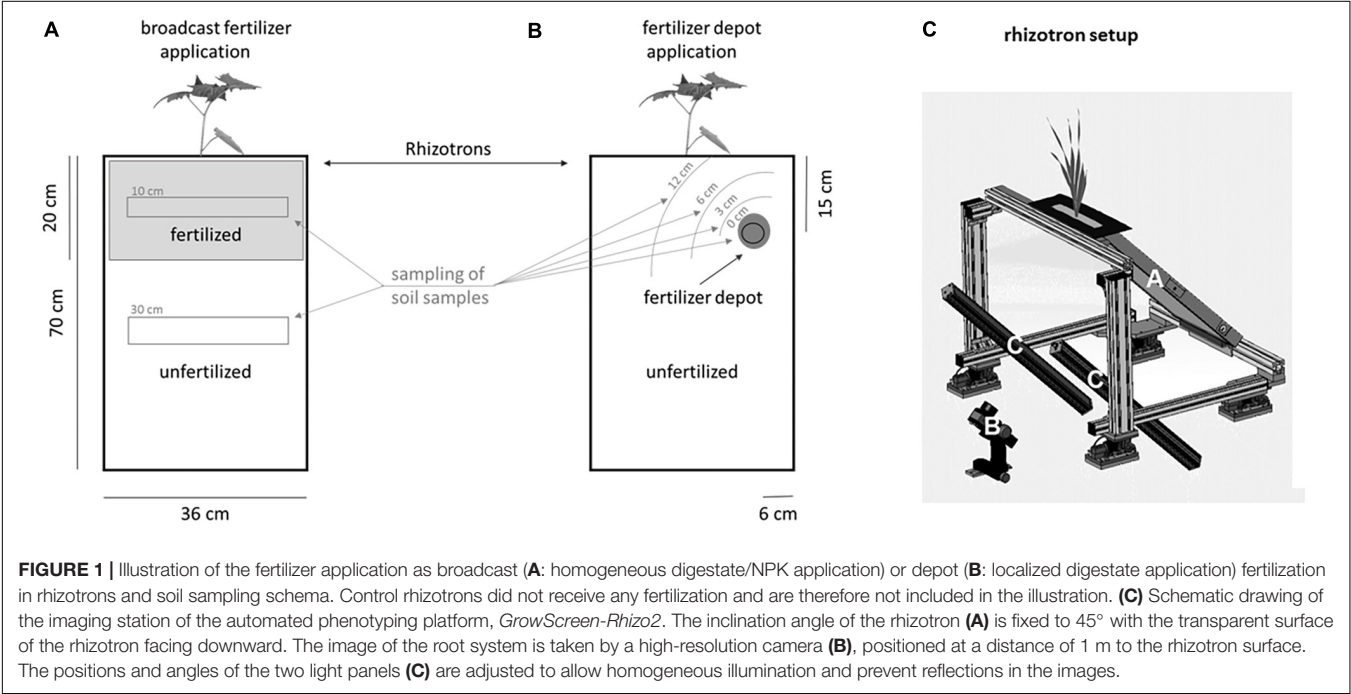 A
broadcast fertilizer
application
B
fertilizer depot
application
C
rhizotron setup
Rhizotrons
20 cm
70 cm
10 cm
fertilized
30 cm
unfertilized
36 cm
sampling of
soil samples
12 cm
6 cm
3 cm
0 cm
fertilizer depot
unfertilized
15 cm
6 cm
A
C
C
B
FIGURE 1 | Illustration of the fertilizer application as broadcast (A: homogeneous digestate/NPK application) or depot (B: localized digestate application) fertilization
in rhizotrons and soil sampling schema. Control rhizotrons did not receive any fertilization and are therefore not included in the illustration. (C) Schematic drawing of
the imaging station of the automated phenotyping platform, GrowScreen-Rhizo2. The inclination angle of the rhizotron (A) is fixed to 45° with the transparent surface
of the rhizotron facing downward. The image of the root system is taken by a high-resolution camera (B), positioned at a distance of 1 m to the rhizotron surface.
The positions and angles of the two light panels (C) are adjusted to allow homogeneous illumination and prevent reflections in the images.